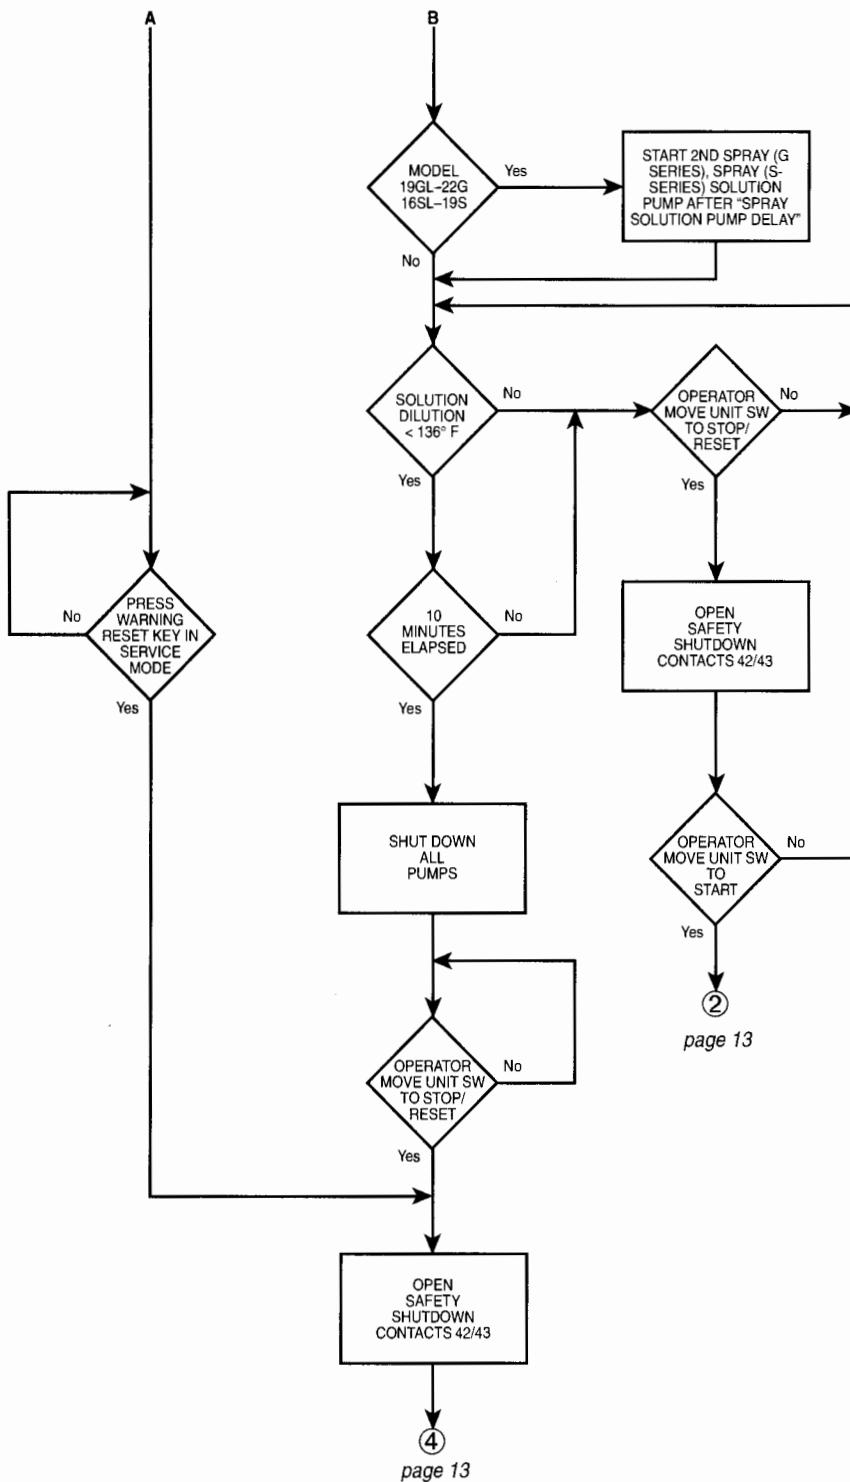 A
B
MODEL
19GL–22G
16SL–19S
Yes
No
START 2ND SPRAY (G
SERIES), SPRAY (S-
SERIES) SOLUTION
PUMP AFTER "SPRAY
SOLUTION PUMP DELAY"
SOLUTION
DILUTION
< 136° F
No
Yes
OPERATOR
MOVE UNIT SW
TO STOP/
RESET
No
Yes
PRESS
WARNING
RESET KEY IN
SERVICE
MODE
No
Yes
10
MINUTES
ELAPSED
No
Yes
OPEN
SAFETY
SHUTDOWN
CONTACTS 42/43
SHUT DOWN
ALL
PUMPS
OPERATOR
MOVE UNIT SW
TO
START
No
Yes
2
page 13
OPERATOR
MOVE UNIT SW
TO STOP/
RESET
No
Yes
OPEN
SAFETY
SHUTDOWN
CONTACTS 42/43
4
page 13